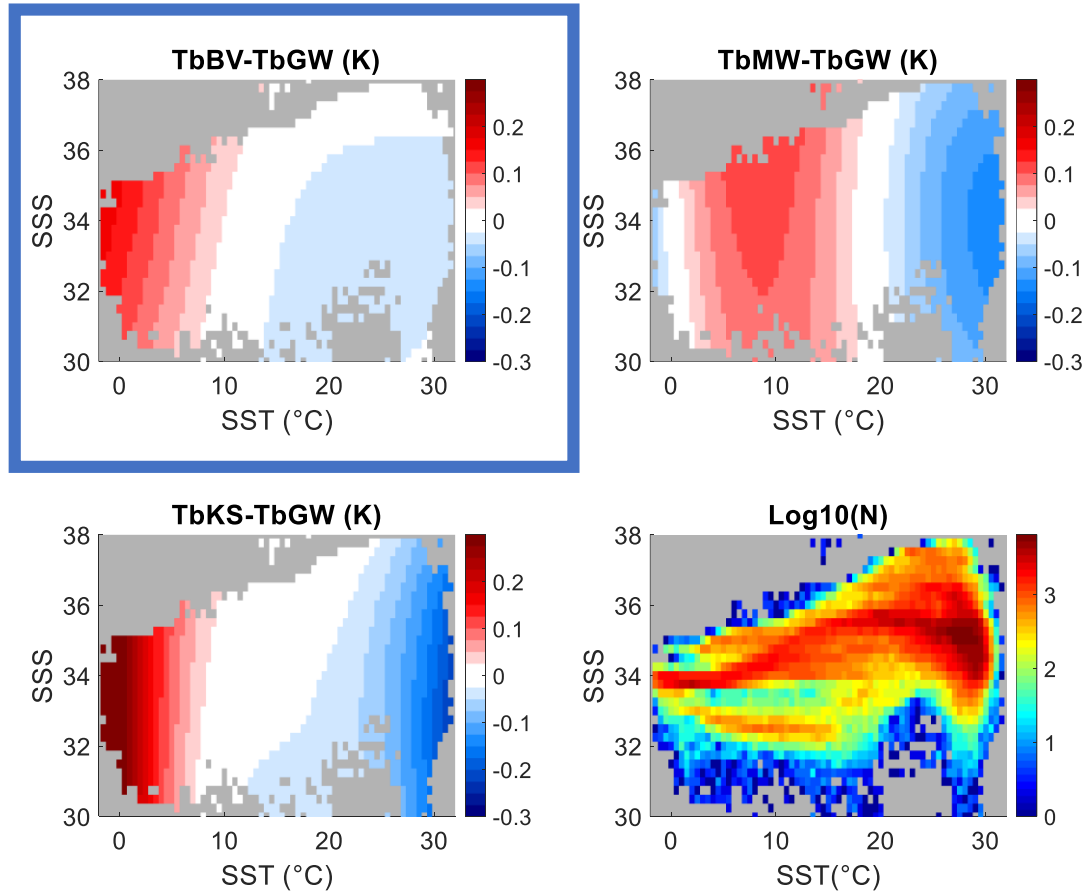 TbBV-TbGW (K)
38
36
34
32
30
SSS
0 10 20 30
SST (°C)
0.2
0.1
0
-0.1
-0.2
-0.3
TbMW-TbGW (K)
38
36
34
32
30
SSS
0 10 20 30
SST (°C)
0.2
0.1
0
-0.1
-0.2
-0.3
TbKS-TbGW (K)
38
36
34
32
30
SSS
0 10 20 30
SST (°C)
0.2
0.1
0
-0.1
-0.2
-0.3
Log10(N)
38
36
34
32
30
SSS
0 10 20 30
SST(°C)
3
2
1
0